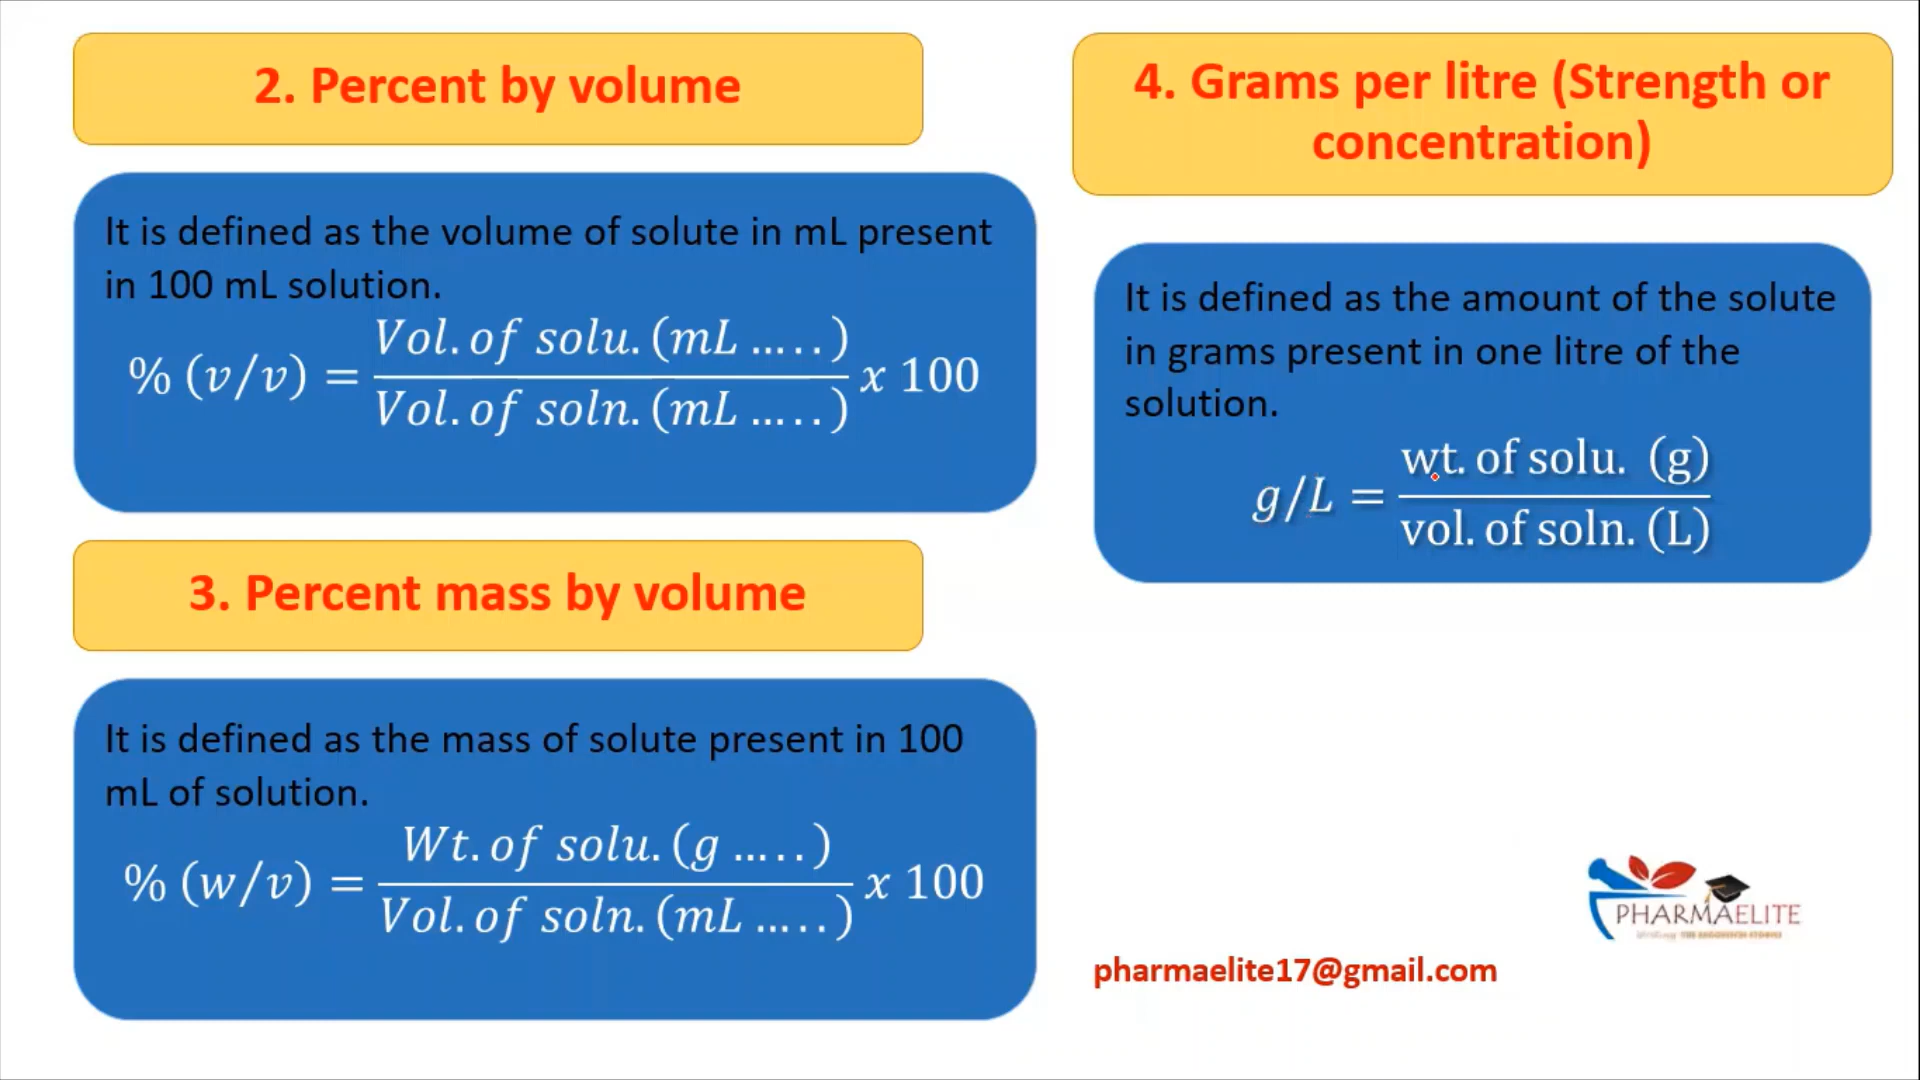 2. Percent by volume
It is defined as the volume of solute in mL present
in 100 mL solution.
% (v/v) = Vol. of solu. (mL .....) / Vol. of soln. (mL .....) x 100
3. Percent mass by volume
It is defined as the mass of solute present in 100
mL of solution.
% (w/v) = Wt. of solu. (g .....) / Vol. of soln. (mL .....) x 100
4. Grams per litre (Strength or
concentration)
It is defined as the amount of the solute
in grams present in one litre of the
solution.
g/L = wt. of solu. (g) / vol. of soln. (L)
PHARMAELITE
pharmaelite17@gmail.com